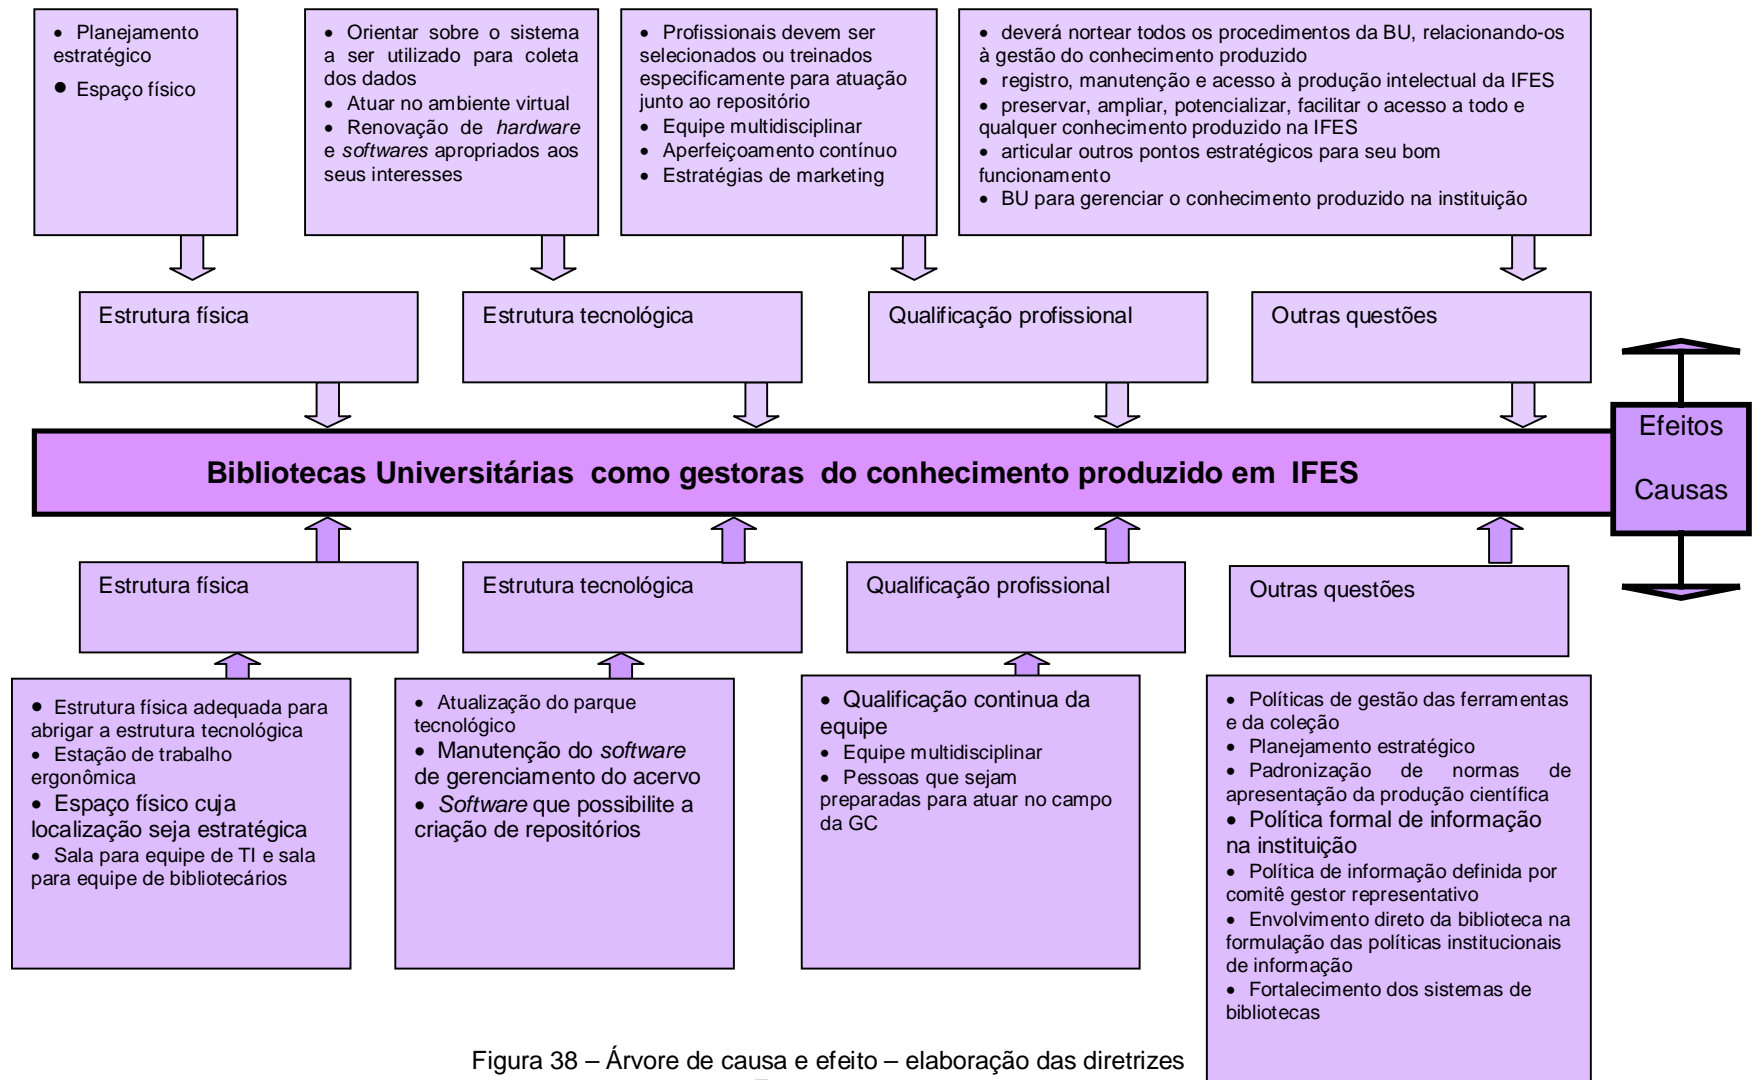 • Planejamento
estratégico
• Espaço físico
• Orientar sobre o sistema
a ser utilizado para coleta
dos dados
• Atuar no ambiente virtual
• Renovação de hardware
e softwares apropriados aos
seus interesses
• Profissionais devem ser
selecionados ou treinados
especificamente para atuação
junto ao repositório
• Equipe multidisciplinar
• Aperfeiçoamento contínuo
• Estratégias de marketing
• deverá nortear todos os procedimentos da BU, relacionando-os
à gestão do conhecimento produzido
• registro, manutenção e acesso à produção intelectual da IFES
• preservar, ampliar, potencializar, facilitar o acesso a todo e
qualquer conhecimento produzido na IFES
• articular outros pontos estratégicos para seu bom
funcionamento
• BU para gerenciar o conhecimento produzido na instituição
Estrutura física
Estrutura tecnológica
Qualificação profissional
Outras questões
Bibliotecas Universitárias como gestoras do conhecimento produzido em IFES
Efeitos
Causas
Estrutura física
Estrutura tecnológica
Qualificação profissional
Outras questões
• Estrutura física adequada para
abrigar a estrutura tecnológica
• Estação de trabalho
ergonômica
• Espaço físico cuja
localização seja estratégica
• Sala para equipe de TI e sala
para equipe de bibliotecários
• Atualização do parque
tecnológico
• Manutenção do software
de gerenciamento do acervo
• Software que possibilite a
criação de repositórios
• Qualificação continua da
equipe
• Equipe multidisciplinar
• Pessoas que sejam
preparadas para atuar no campo
da GC
• Políticas de gestão das ferramentas
e da coleção
• Planejamento estratégico
• Padronização de normas de
apresentação da produção científica
• Política formal de informação
na instituição
• Política de informação definida por
comitê gestor representativo
• Envolvimento direto da biblioteca na
formulação das políticas institucionais
de informação
• Fortalecimento dos sistemas de
bibliotecas
Figura 38 – Árvore de causa e efeito – elaboração das diretrizes